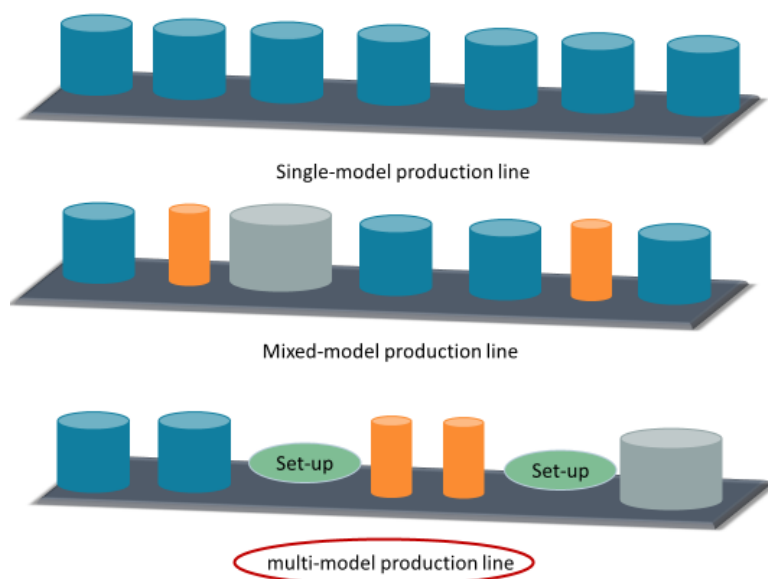 Single-model production line
Mixed-model production line
Set-up
Set-up
multi-model production line